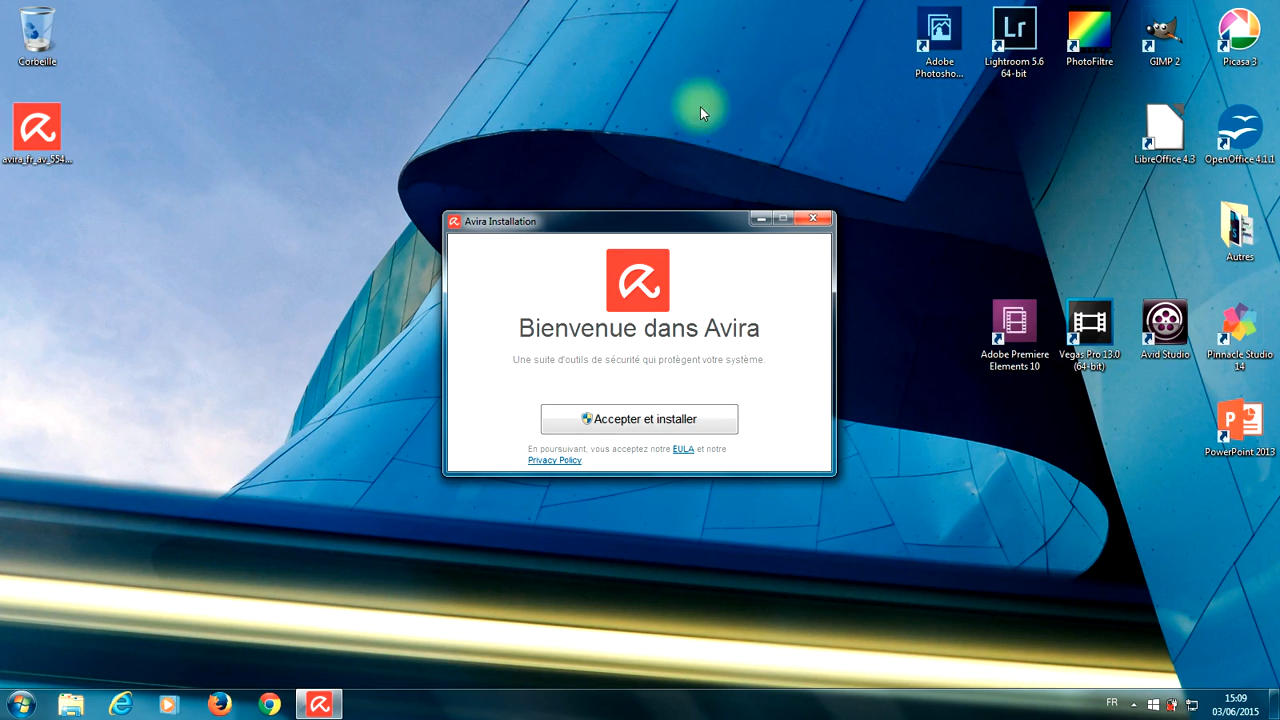 Corbeille
avira_fr_av_554...
Adobe
Photosho...
Lr
Lightroom 5.6
64-bit
PhotoFiltre
GIMP 2
Picasa 3
LibreOffice 4.3
OpenOffice 4.1.1
Autres
Adobe Premiere
Elements 10
Vegas Pro 13.0
(64-bit)
Avid Studio
Pinnacle Studio
14
P
PowerPoint 2013
Avira Installation
Bienvenue dans Avira
Une suite d'outils de sécurité qui protègent votre système.
Accepter et installer
En poursuivant, vous acceptez notre EULA et notre
Privacy Policy
FR
15:09
03/06/2015